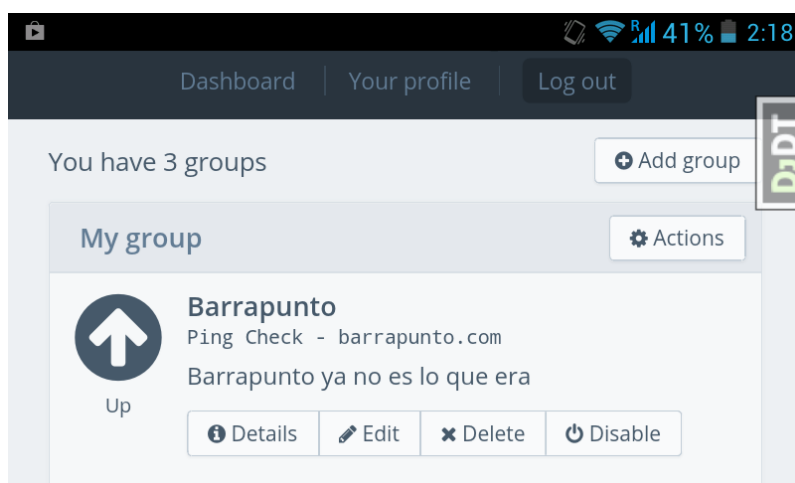 R 41% 2:18
Dashboard Your profile Log out
You have 3 groups Add group
DJDT
My group Actions
Barrapunto
Ping Check - barrapunto.com
Barrapunto ya no es lo que era
Up
Details Edit Delete Disable